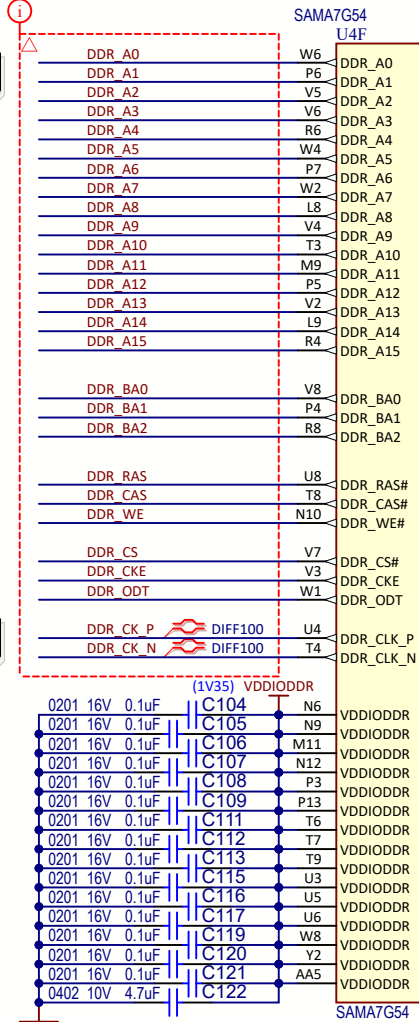 i
SAMA7G54
U4F
DDR_A0 W6 DDR_A0
DDR_A1 P6 DDR_A1
DDR_A2 V5 DDR_A2
DDR_A3 V6 DDR_A3
DDR_A4 R6 DDR_A4
DDR_A5 W4 DDR_A5
DDR_A6 P7 DDR_A6
DDR_A7 W2 DDR_A7
DDR_A8 L8 DDR_A8
DDR_A9 V4 DDR_A9
DDR_A10 T3 DDR_A10
DDR_A11 M9 DDR_A11
DDR_A12 P5 DDR_A12
DDR_A13 V2 DDR_A13
DDR_A14 L9 DDR_A14
DDR_A15 R4 DDR_A15
DDR_BA0 V8 DDR_BA0
DDR_BA1 P4 DDR_BA1
DDR_BA2 R8 DDR_BA2
DDR_RAS U8 DDR_RAS#
DDR_CAS T8 DDR_CAS#
DDR_WE N10 DDR_WE#
DDR_CS V7 DDR_CS#
DDR_CKE V3 DDR_CKE
DDR_ODT W1 DDR_ODT
DDR_CK_P DIFF100 U4 DDR_CLK_P
DDR_CK_N DIFF100 T4 DDR_CLK_N
(1V35) VDDIODDR
0201 16V 0.1uF C104 N6 VDDIODDR
0201 16V 0.1uF C105 N9 VDDIODDR
0201 16V 0.1uF C106 M11 VDDIODDR
0201 16V 0.1uF C107 N12 VDDIODDR
0201 16V 0.1uF C108 P3 VDDIODDR
0201 16V 0.1uF C109 P13 VDDIODDR
0201 16V 0.1uF C111 T6 VDDIODDR
0201 16V 0.1uF C112 T7 VDDIODDR
0201 16V 0.1uF C113 T9 VDDIODDR
0201 16V 0.1uF C115 U3 VDDIODDR
0201 16V 0.1uF C116 U5 VDDIODDR
0201 16V 0.1uF C117 U6 VDDIODDR
0201 16V 0.1uF C119 W8 VDDIODDR
0201 16V 0.1uF C120 Y2 VDDIODDR
0201 16V 0.1uF C121 AA5 VDDIODDR
0402 10V 4.7uF C122
SAMA7G54